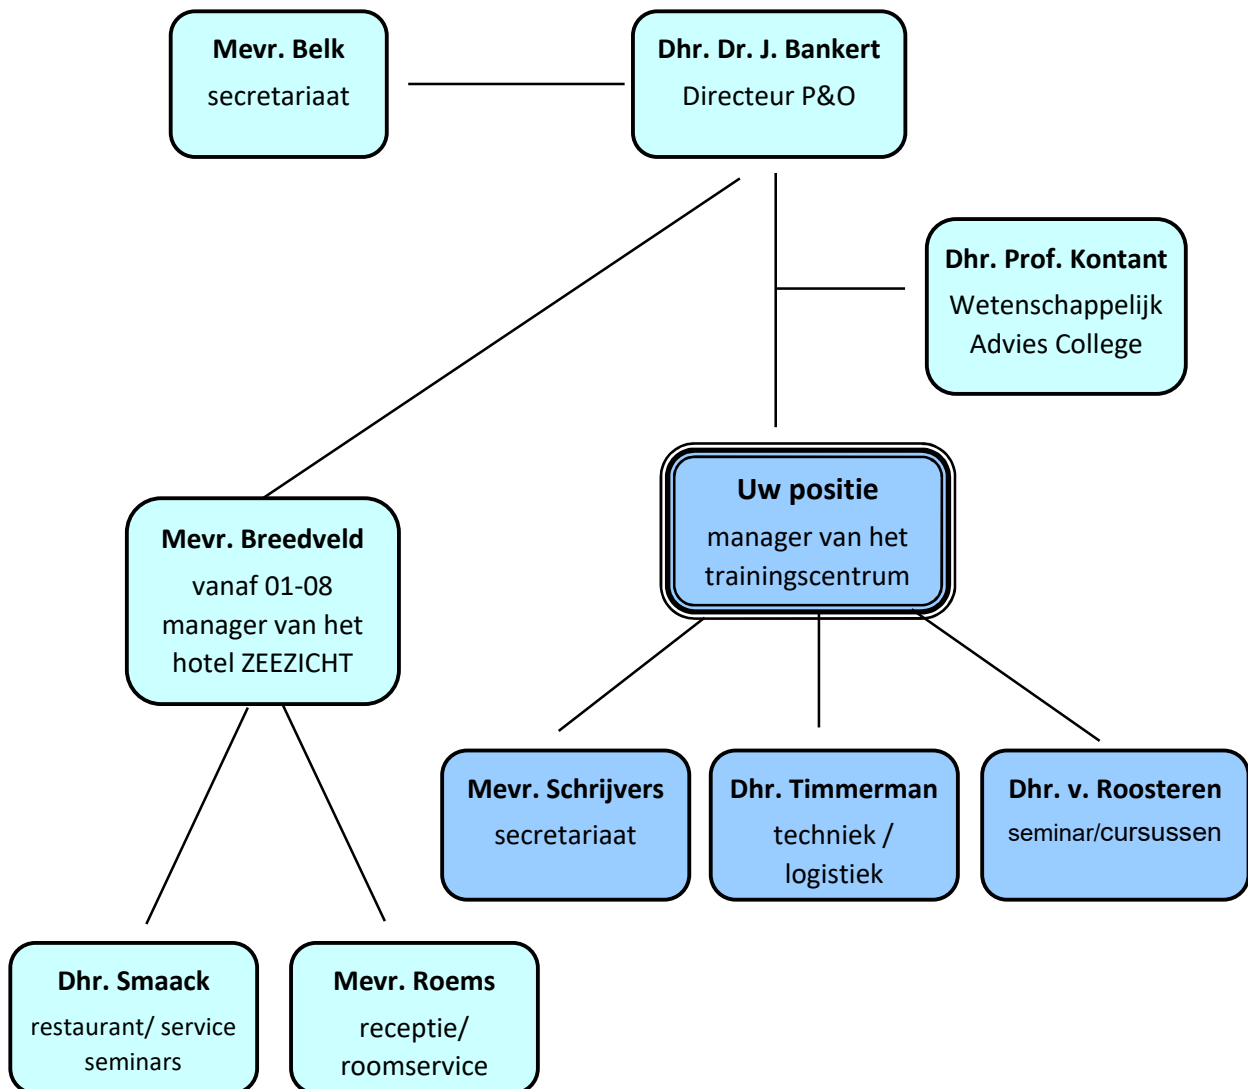 Mevr. Belk
secretariaat
Dhr. Dr. J. Bankert
Directeur P&O
Dhr. Prof. Kontant
Wetenschappelijk
Advies College
Uw positie
manager van het
trainingscentrum
Mevr. Breedveld
vanaf 01-08
manager van het
hotel ZEEZICHT
Mevr. Schrijvers
secretariaat
Dhr. Timmerman
techniek /
logistiek
Dhr. v. Roosteren
seminar/cursussen
Dhr. Smaack
restaurant/ service
seminars
Mevr. Roems
receptie/
roomservice